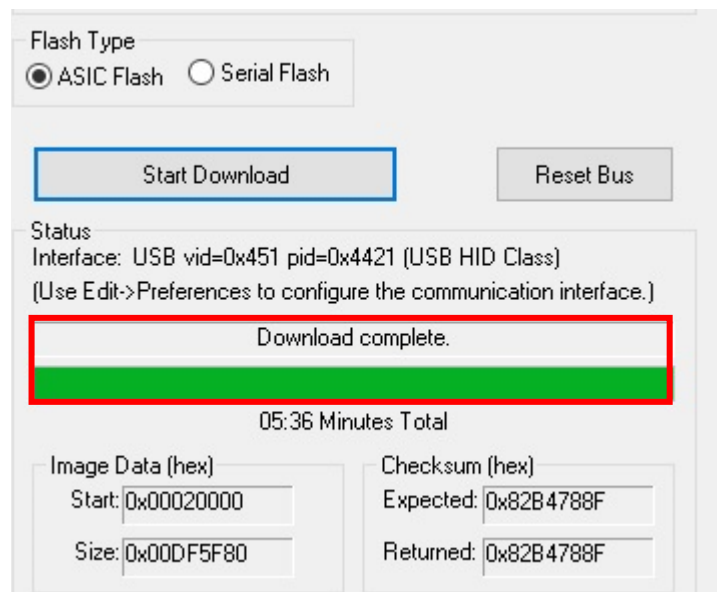 Flash Type
ASIC Flash Serial Flash
Start Download Reset Bus
Status
Interface: USB vid=0x451 pid=0x4421 (USB HID Class)
(Use Edit->Preferences to configure the communication interface.)
Download complete.
05:36 Minutes Total
Image Data (hex) Checksum (hex)
Start: 0x00020000 Expected: 0x82B4788F
Size: 0x00DF5F80 Returned: 0x82B4788F